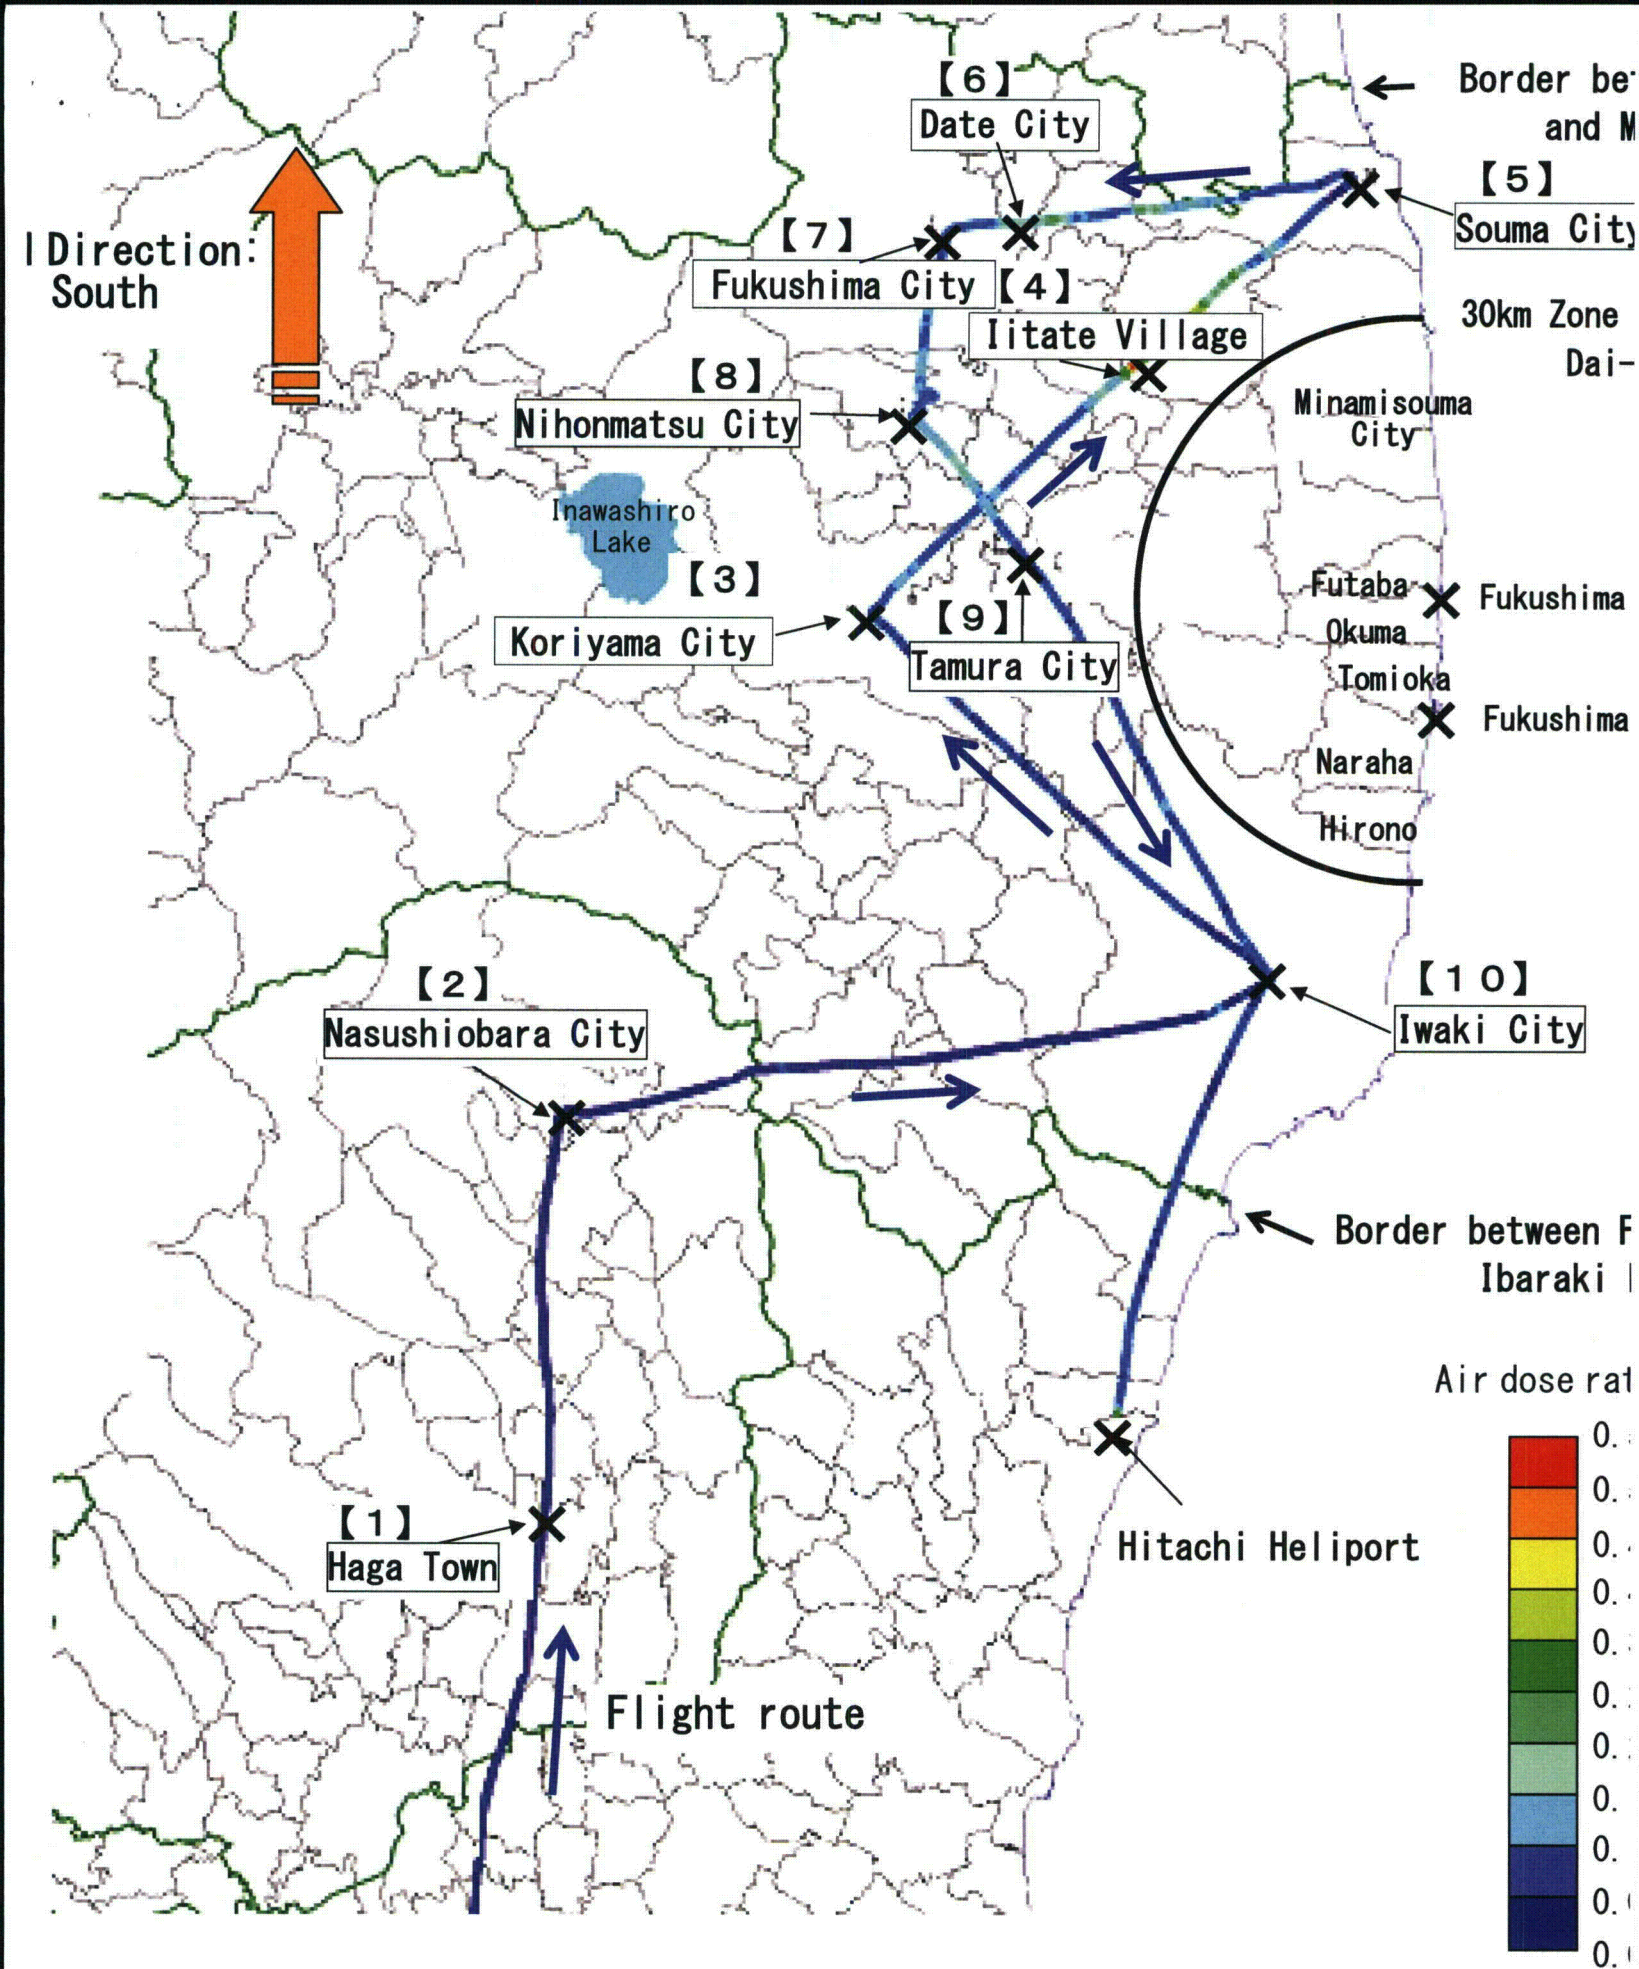 【6】
Date City
Border be
and M
【5】
Souma City
l Direction:
South
【7】
Fukushima City
【4】
Iitate Village
30km Zone
Dai-
【8】
Nihonmatsu City
Minamisouma
City
Inawashiro
Lake
【3】
Koriyama City
【9】
Tamura City
Futaba
Fukushima
Okuma
Tomioka
Fukushima
Naraha
Hirono
【2】
Nasushiobara City
【10】
Iwaki City
Border between F
Ibaraki
Air dose rat
0.
0.
0.
0.
0.
0.
0.
0.
0.
0.
0.
【1】
Haga Town
Hitachi Heliport
Flight route